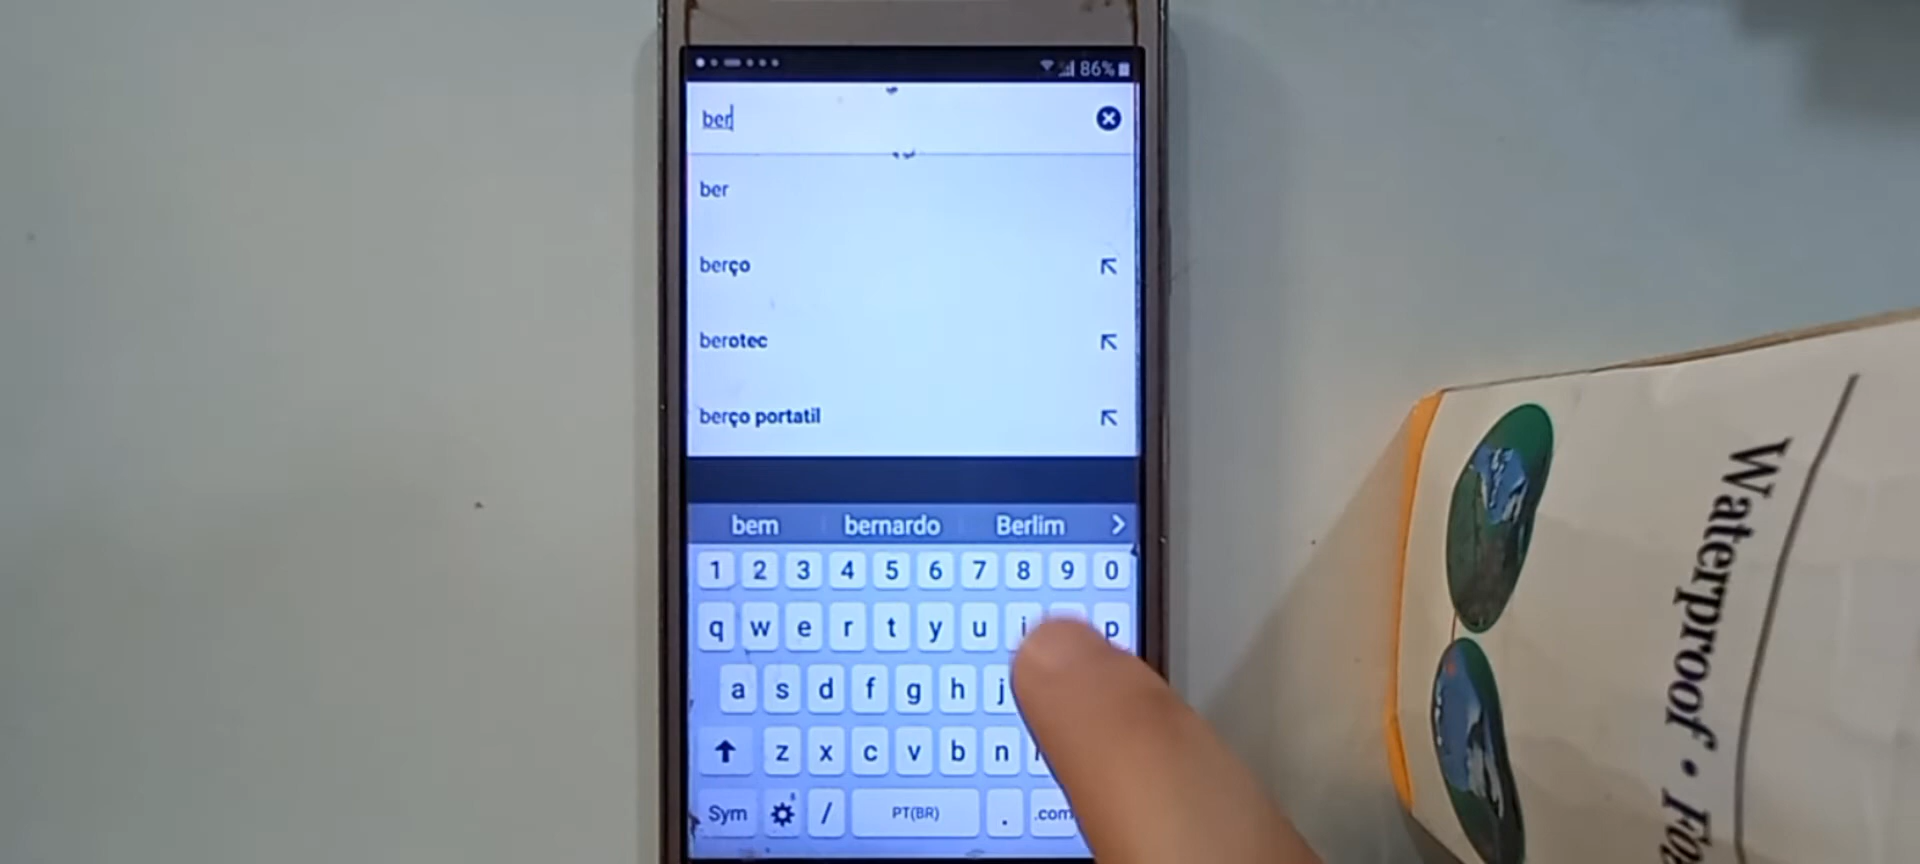 86%
ber
ber
berço
berotec
berço portatil
bem bernardo Berlim
1 2 3 4 5 6 7 8 9 0
q w e r t y u i p
a s d f g h j
z x c v b n
Sym / PT(BR) . .com
Waterproof •